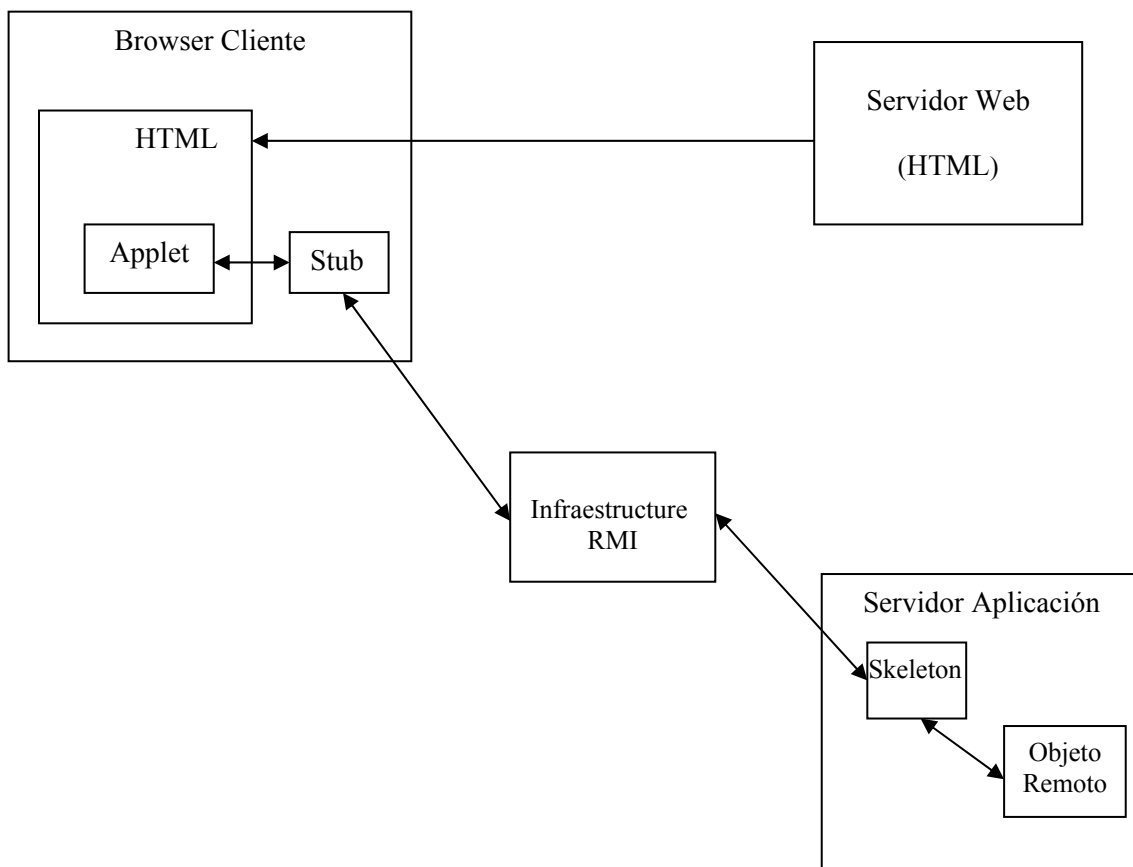 Browser Cliente
HTML
Applet
Stub
Servidor Web
(HTML)
Infraestructure
RMI
Servidor Aplicación
Skeleton
Objeto
Remoto